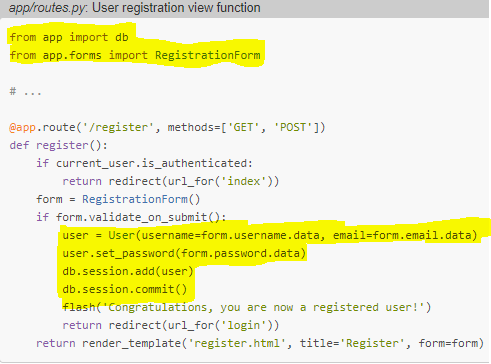 app/routes.py: User registration view function
from app import db
from app.forms import RegistrationForm
# ...
@app.route('/register', methods=['GET', 'POST'])
def register():
    if current_user.is_authenticated:
        return redirect(url_for('index'))
    form = RegistrationForm()
    if form.validate_on_submit():
        user = User(username=form.username.data, email=form.email.data)
        user.set_password(form.password.data)
        db.session.add(user)
        db.session.commit()
        flash('Congratulations, you are now a registered user!')
        return redirect(url_for('login'))
    return render_template('register.html', title='Register', form=form)